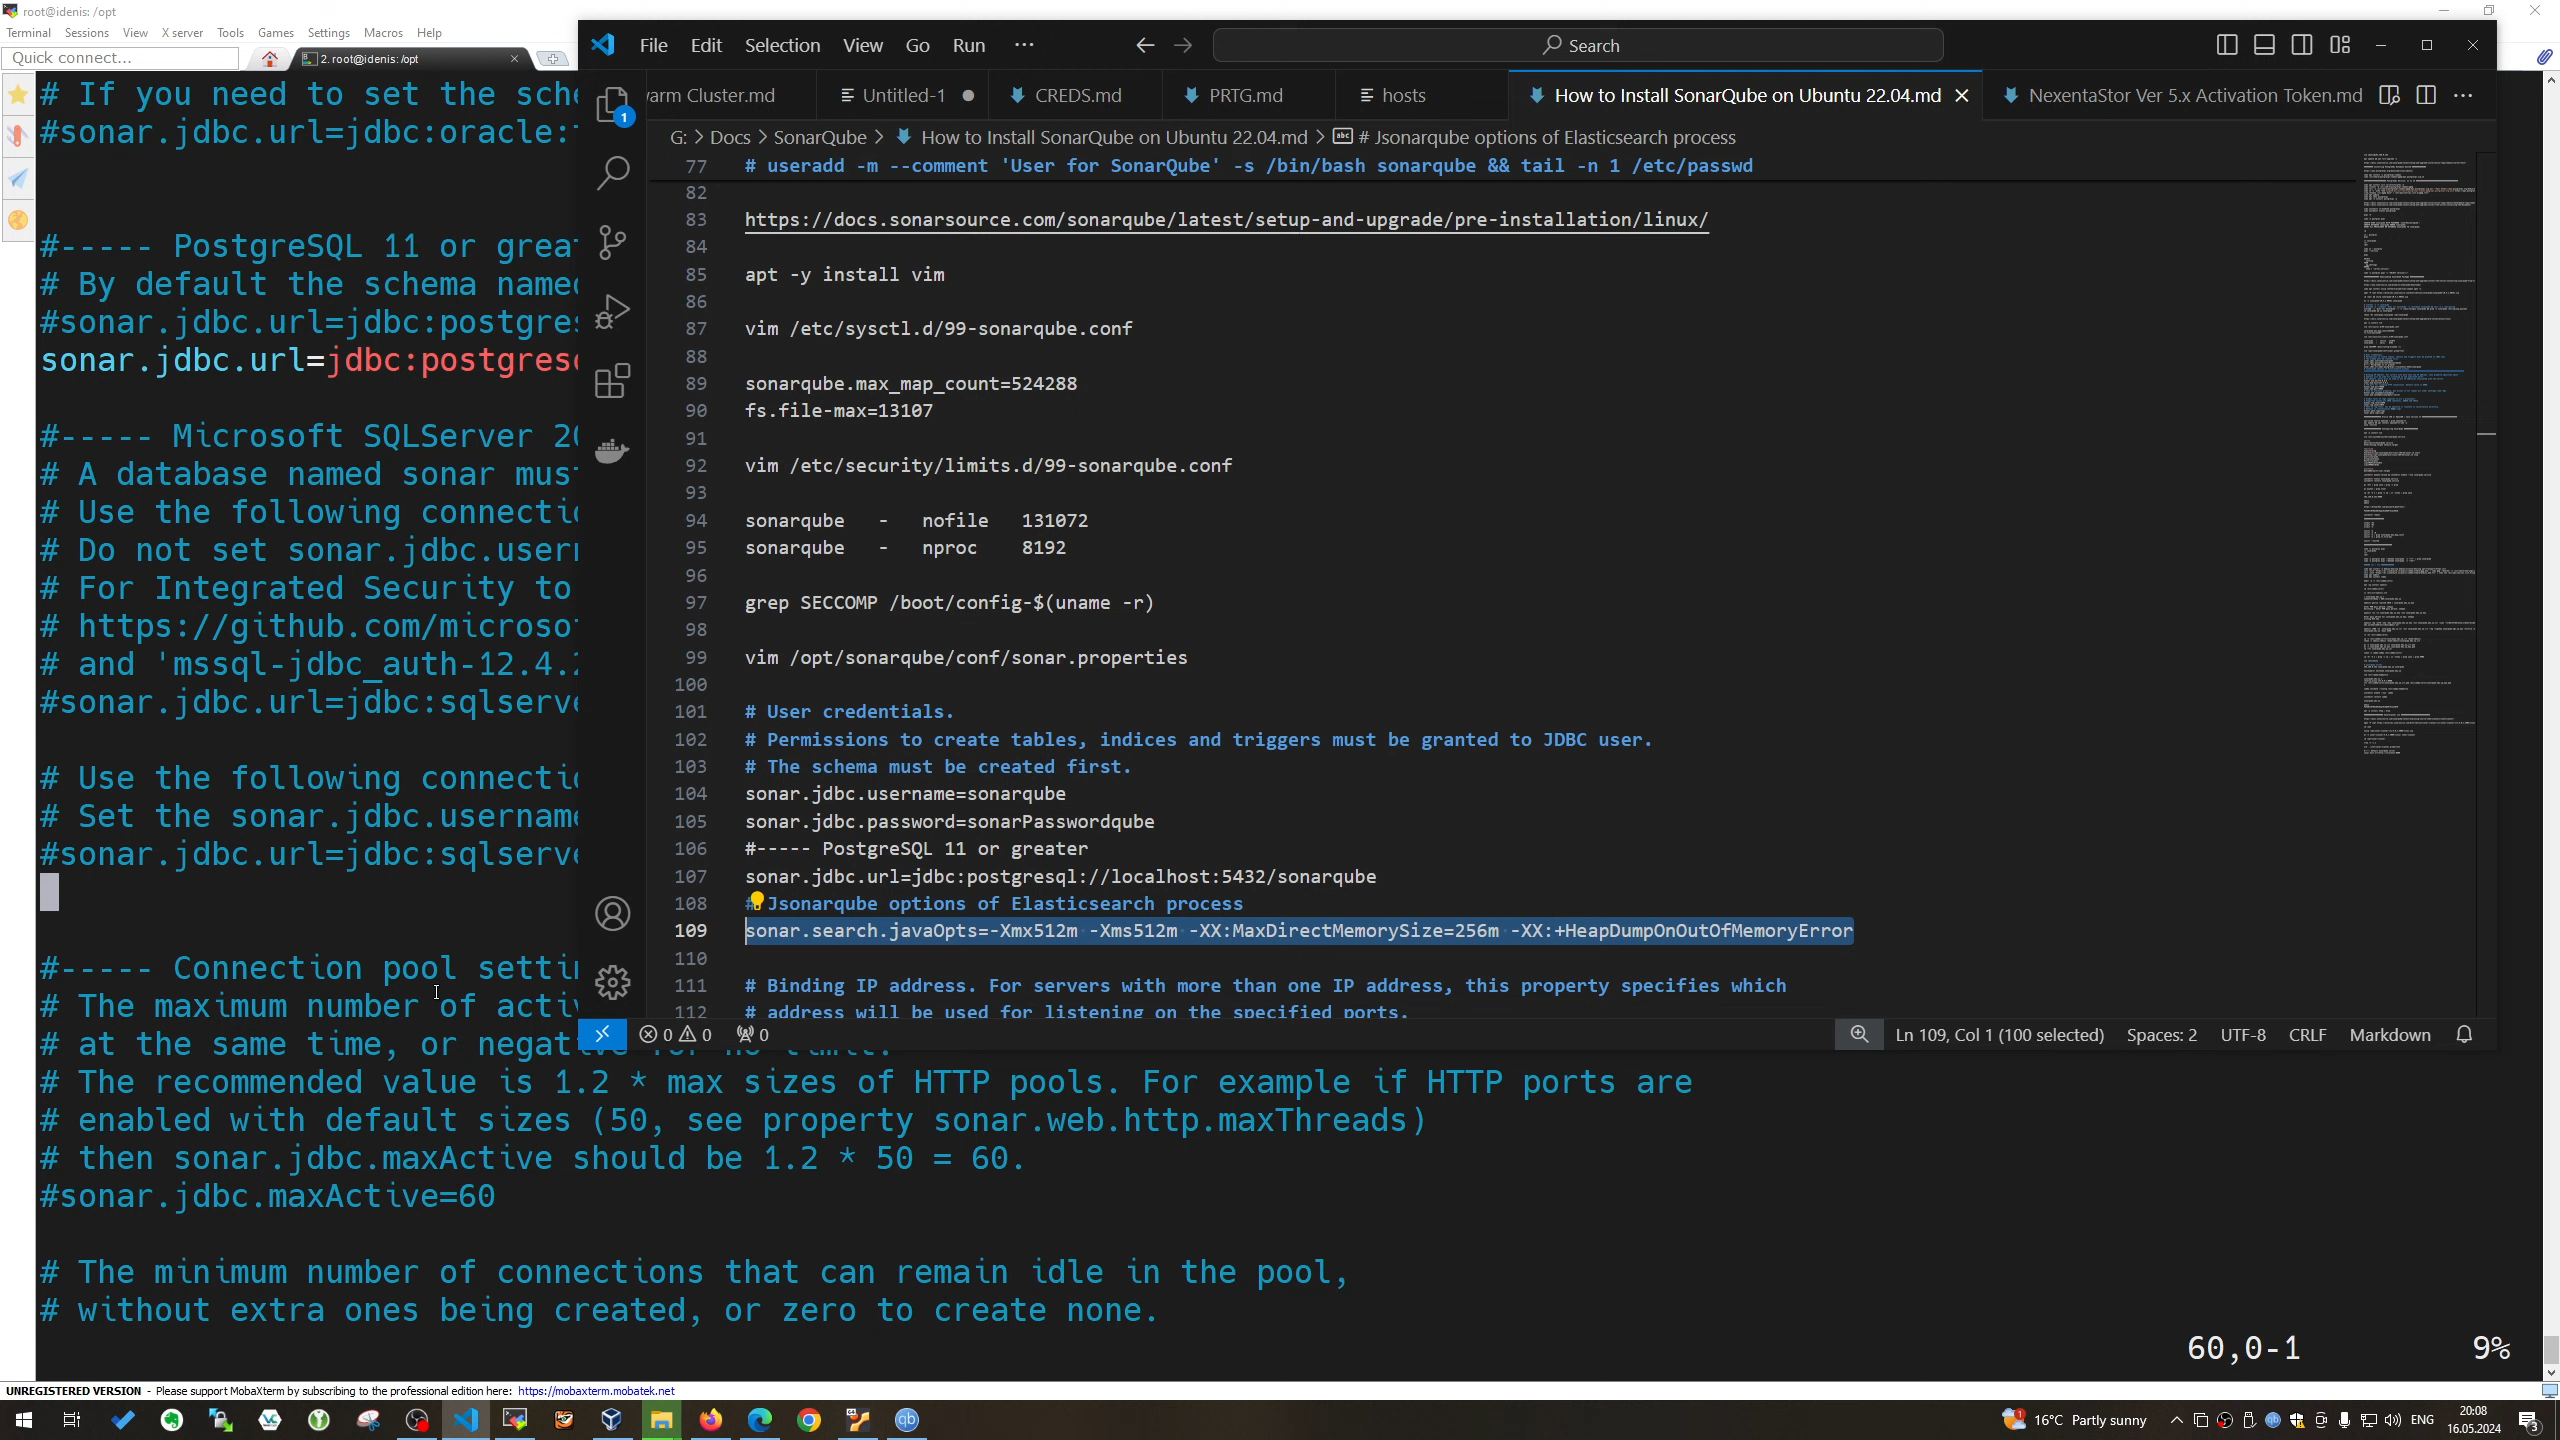 root@idenis: /opt
Terminal Sessions View X server Tools Games Settings Macros Help
Quick connect...
2. root@idenis: /opt
# If you need to set the sche
#sonar.jdbc.url=jdbc:oracle:
#----- PostgreSQL 11 or grea
# By default the schema name
#sonar.jdbc.url=jdbc:postgres
sonar.jdbc.url=jdbc:postgres
#----- Microsoft SQLServer 20
# A database named sonar mus
# Use the following connecti
# Do not set sonar.jdbc.user
# For Integrated Security to
# https://github.com/microso
# and 'mssql-jdbc_auth-12.4.2
#sonar.jdbc.url=jdbc:sqlserve
# Use the following connecti
# Set the sonar.jdbc.username
#sonar.jdbc.url=jdbc:sqlserve
#----- Connection pool setti
# The maximum number of activ
# at the same time, or negative for no limit.
# The recommended value is 1.2 * max sizes of HTTP pools. For example if HTTP ports are
# enabled with default sizes (50, see property sonar.web.http.maxThreads)
# then sonar.jdbc.maxActive should be 1.2 * 50 = 60.
#sonar.jdbc.maxActive=60
# The minimum number of connections that can remain idle in the pool,
# without extra ones being created, or zero to create none.
60,0-1 9%
File Edit Selection View Go Run ···
Search
arm Cluster.md
Untitled-1
CREDS.md
PRTG.md
hosts
How to Install SonarQube on Ubuntu 22.04.md
NexentaStor Ver 5.x Activation Token.md
G: > Docs > SonarQube > How to Install SonarQube on Ubuntu 22.04.md > # Jsonarqube options of Elasticsearch process
1
77 # useradd -m --comment 'User for SonarQube' -s /bin/bash sonarqube && tail -n 1 /etc/passwd
82
83 https://docs.sonarsource.com/sonarqube/latest/setup-and-upgrade/pre-installation/linux/
84
85 apt -y install vim
86
87 vim /etc/sysctl.d/99-sonarqube.conf
88
89 sonarqube.max_map_count=524288
90 fs.file-max=13107
91
92 vim /etc/security/limits.d/99-sonarqube.conf
93
94 sonarqube - nofile 131072
95 sonarqube - nproc 8192
96
97 grep SECCOMP /boot/config-$(uname -r)
98
99 vim /opt/sonarqube/conf/sonar.properties
100
101 # User credentials.
102 # Permissions to create tables, indices and triggers must be granted to JDBC user.
103 # The schema must be created first.
104 sonar.jdbc.username=sonarqube
105 sonar.jdbc.password=sonarPasswordqube
106 #----- PostgreSQL 11 or greater
107 sonar.jdbc.url=jdbc:postgresql://localhost:5432/sonarqube
108 # Jsonarqube options of Elasticsearch process
109 sonar.search.javaOpts=-Xmx512m -Xms512m -XX:MaxDirectMemorySize=256m -XX:+HeapDumpOnOutOfMemoryError
110
111 # Binding IP address. For servers with more than one IP address, this property specifies which
112 # address will be used for listening on the specified ports.
0 0 0
Ln 109, Col 1 (100 selected) Spaces: 2 UTF-8 CRLF Markdown
UNREGISTERED VERSION - Please support MobaXterm by subscribing to the professional edition here: https://mobaxterm.mobatek.net
16°C Partly sunny
ENG
20:08
16.05.2024
3